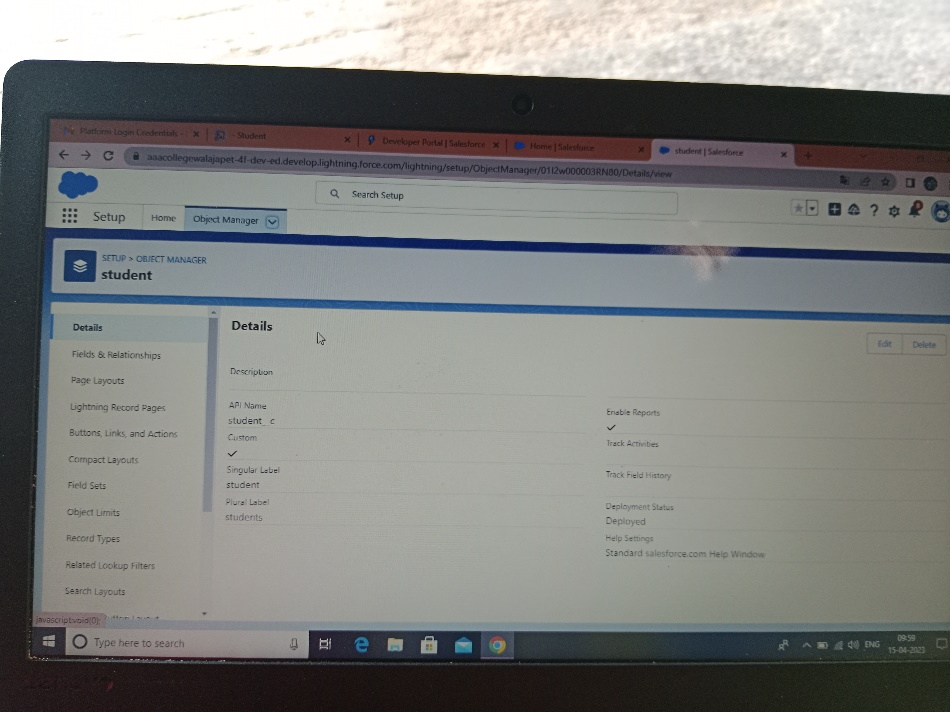 Platform Login Credentials -
- Student
Developer Portal | Salesforce
Home | Salesforce
student | Salesforce
aaacollegewalajapet-4f-dev-ed.develop.lightning.force.com/lightning/setup/ObjectManager/01I2w000003RN80/Details/view
Search Setup
Setup
Home
Object Manager
SETUP > OBJECT MANAGER
student
Details
Fields & Relationships
Page Layouts
Lightning Record Pages
Buttons, Links, and Actions
Compact Layouts
Field Sets
Object Limits
Record Types
Related Lookup Filters
Search Layouts
Details
Edit
Delete
Description
API Name
student__c
Custom
Singular Label
student
Plural Label
students
Enable Reports
Track Activities
Track Field History
Deployment Status
Deployed
Help Settings
Standard salesforce.com Help Window
javascript:void(0);
Type here to search
ENG
09:59
15-04-2023